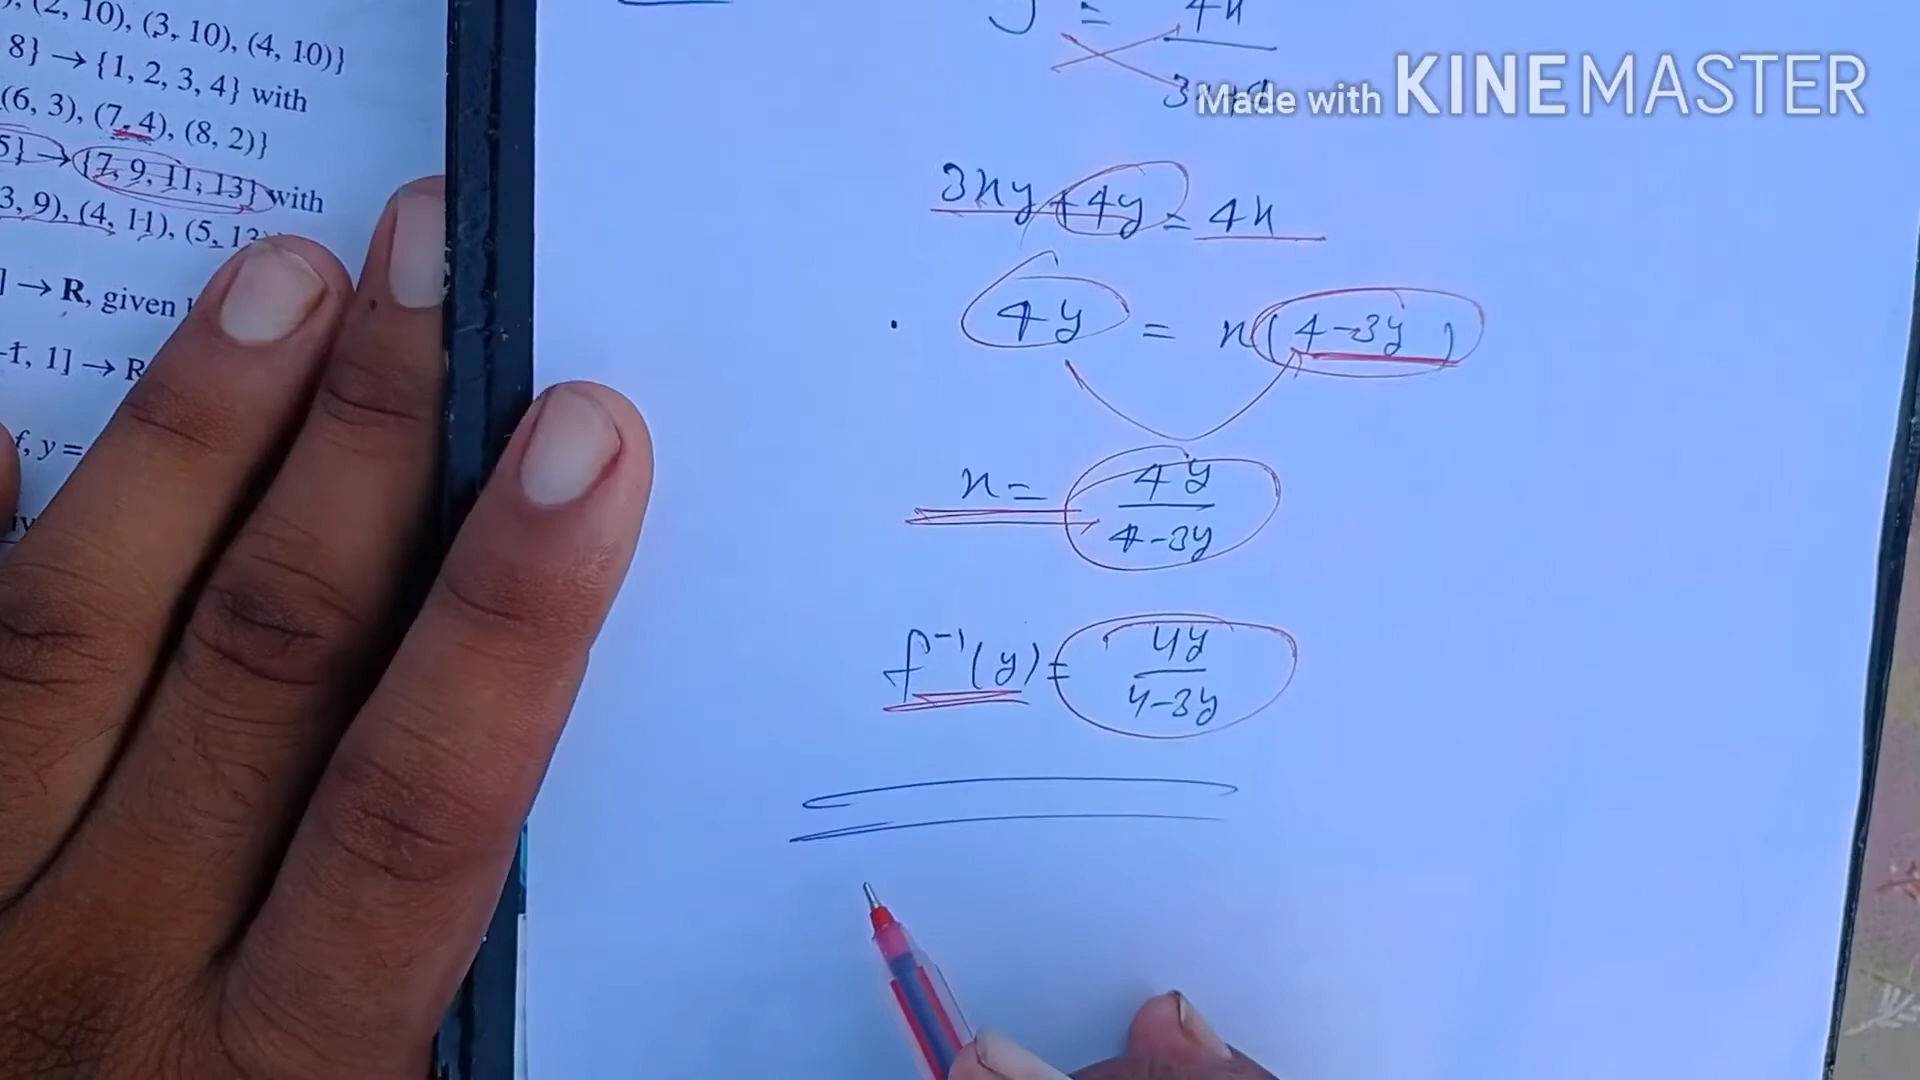 (2, 10), (3, 10), (4, 10)}
8} → {1, 2, 3, 4} with
(6, 3), (7, 4), (8, 2)}
5} → {7, 9, 11, 13} with
3, 9), (4, 11), (5, 13)
] → R, given
-1, 1] → R
f, y =
y = 4x
Made with KINEMASTER
3xy + 4y = 4x
4y = x(4-3y)
x = 4y
4-3y
f⁻¹(y) = 4y
4-3y